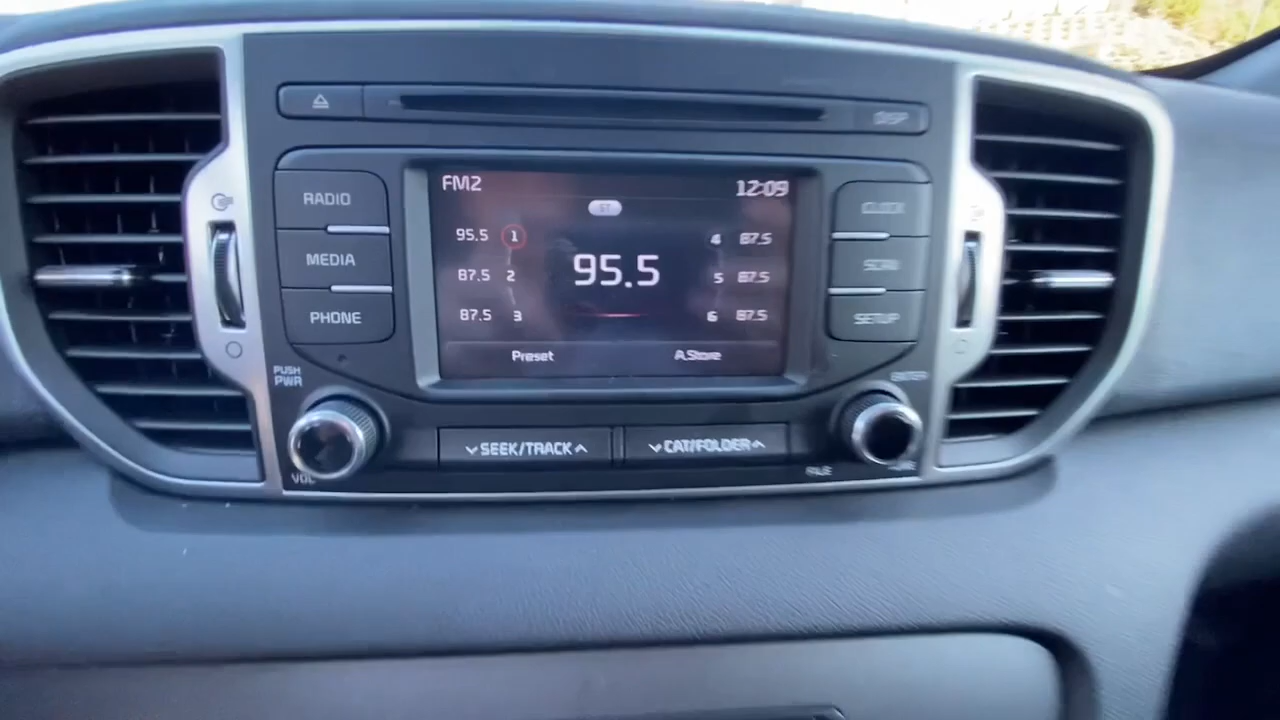 DISP
RADIO
MEDIA
PHONE
FM2
12:09
ST
95.5 1
87.5 2
87.5 3
95.5
4 87.5
5 87.5
6 87.5
Preset
A.Store
CLOCK
SCAN
SETUP
PUSH
PWR
VOL
SEEK/TRACK
CAT/FOLDER
ENTER
FILE
TUNE